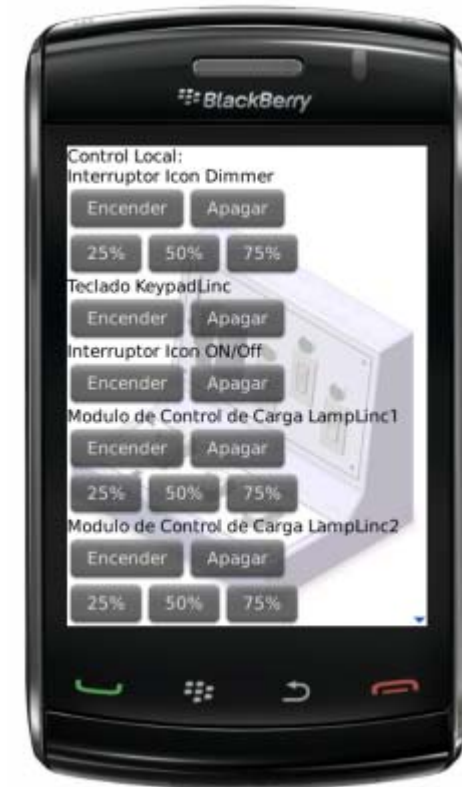 BlackBerry
Control Local:
Interruptor Icon Dimmer
Encender Apagar
25% 50% 75%
Teclado KeypadLinc
Encender Apagar
Interruptor Icon ON/Off
Encender Apagar
Modulo de Control de Carga LampLinc1
Encender Apagar
25% 50% 75%
Modulo de Control de Carga LampLinc2
Encender Apagar
25% 50% 75%